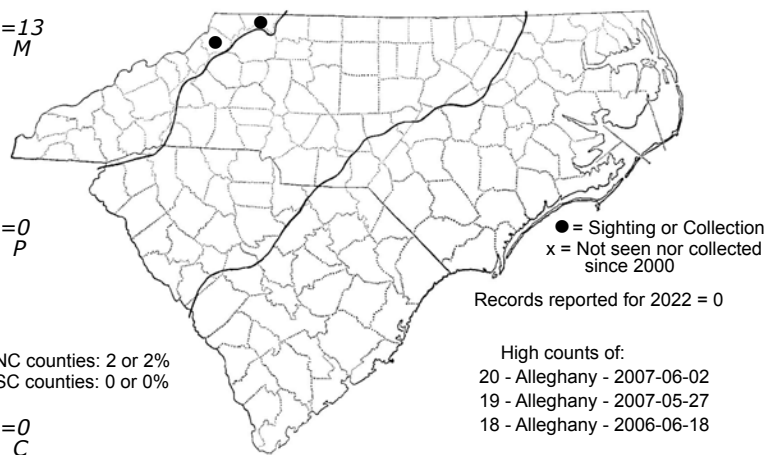 =13
M
=0
P
● = Sighting or Collection
x = Not seen nor collected
since 2000
Records reported for 2022 = 0
NC counties: 2 or 2%
SC counties: 0 or 0%
High counts of:
20 - Alleghany - 2007-06-02
19 - Alleghany - 2007-05-27
18 - Alleghany - 2006-06-18
=0
C